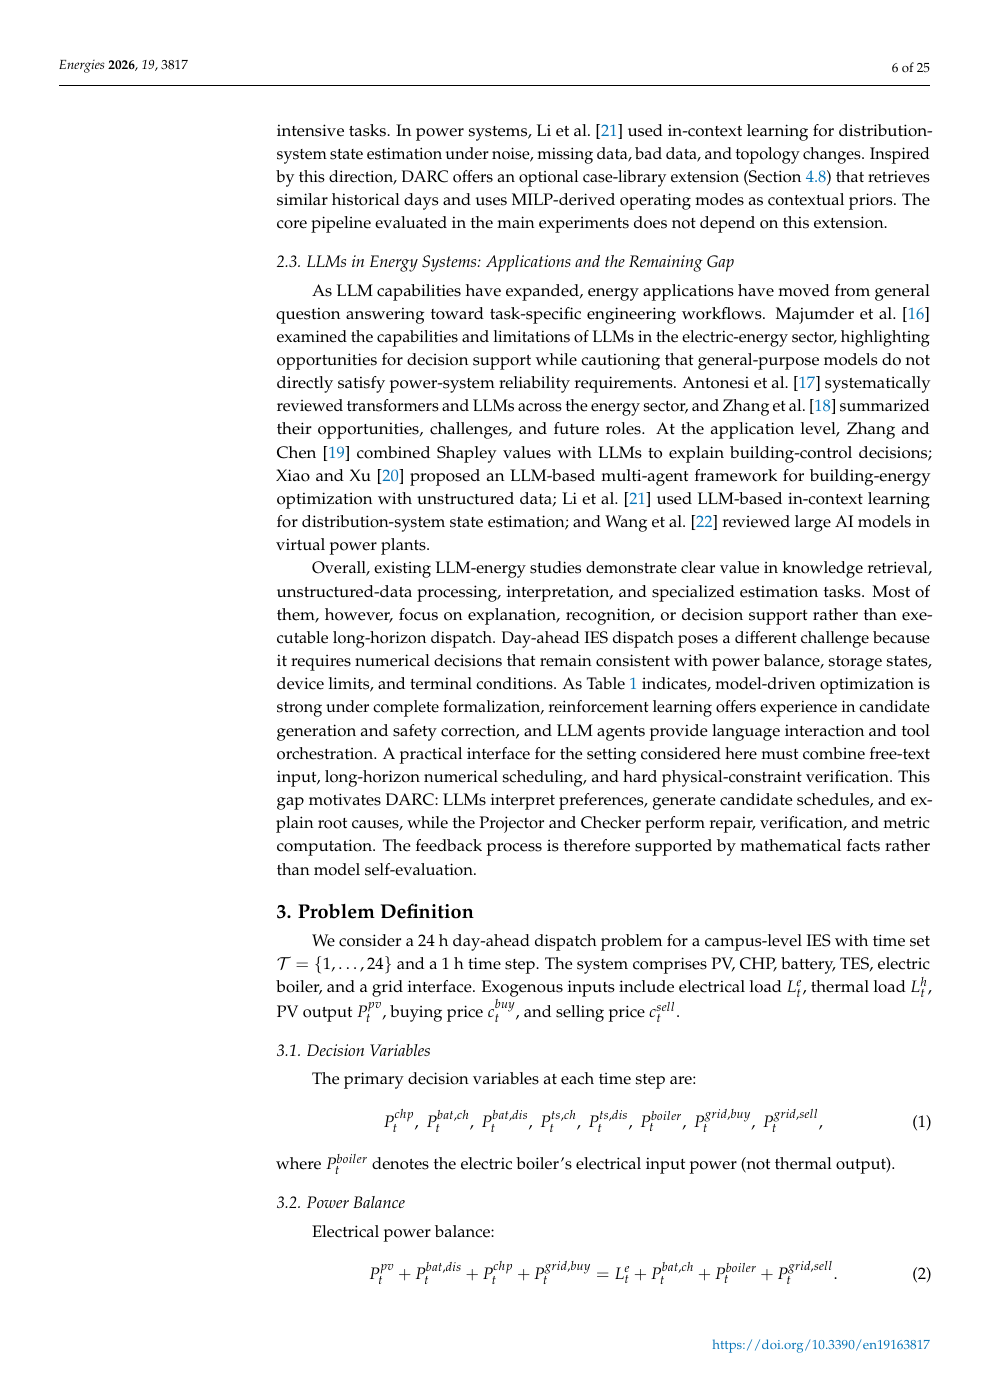 Energies 2026, 19, 3817
6 of 25
intensive tasks. In power systems, Li et al. [21] used in-context learning for distribution-
system state estimation under noise, missing data, bad data, and topology changes. Inspired
by this direction, DARC offers an optional case-library extension (Section 4.8) that retrieves
similar historical days and uses MILP-derived operating modes as contextual priors. The
core pipeline evaluated in the main experiments does not depend on this extension.
2.3. LLMs in Energy Systems: Applications and the Remaining Gap
As LLM capabilities have expanded, energy applications have moved from general
question answering toward task-specific engineering workflows. Majumder et al. [16]
examined the capabilities and limitations of LLMs in the electric-energy sector, highlighting
opportunities for decision support while cautioning that general-purpose models do not
directly satisfy power-system reliability requirements. Antonesi et al. [17] systematically
reviewed transformers and LLMs across the energy sector, and Zhang et al. [18] summarized
their opportunities, challenges, and future roles. At the application level, Zhang and
Chen [19] combined Shapley values with LLMs to explain building-control decisions;
Xiao and Xu [20] proposed an LLM-based multi-agent framework for building-energy
optimization with unstructured data; Li et al. [21] used LLM-based in-context learning
for distribution-system state estimation; and Wang et al. [22] reviewed large AI models in
virtual power plants.
Overall, existing LLM-energy studies demonstrate clear value in knowledge retrieval,
unstructured-data processing, interpretation, and specialized estimation tasks. Most of
them, however, focus on explanation, recognition, or decision support rather than exe-
cutable long-horizon dispatch. Day-ahead IES dispatch poses a different challenge because
it requires numerical decisions that remain consistent with power balance, storage states,
device limits, and terminal conditions. As Table 1 indicates, model-driven optimization is
strong under complete formalization, reinforcement learning offers experience in candidate
generation and safety correction, and LLM agents provide language interaction and tool
orchestration. A practical interface for the setting considered here must combine free-text
input, long-horizon numerical scheduling, and hard physical-constraint verification. This
gap motivates DARC: LLMs interpret preferences, generate candidate schedules, and ex-
plain root causes, while the Projector and Checker perform repair, verification, and metric
computation. The feedback process is therefore supported by mathematical facts rather
than model self-evaluation.
3. Problem Definition
We consider a 24 h day-ahead dispatch problem for a campus-level IES with time set
𝒯 = {1, . . . , 24} and a 1 h time step. The system comprises PV, CHP, battery, TES, electric
boiler, and a grid interface. Exogenous inputs include electrical load L_t^e, thermal load L_t^h,
PV output P_t^{pv}, buying price c_t^{buy}, and selling price c_t^{sell}.
3.1. Decision Variables
The primary decision variables at each time step are:
P_t^{chp}, P_t^{bat,ch}, P_t^{bat,dis}, P_t^{ts,ch}, P_t^{ts,dis}, P_t^{boiler}, P_t^{grid,buy}, P_t^{grid,sell}, (1)
where P_t^{boiler} denotes the electric boiler's electrical input power (not thermal output).
3.2. Power Balance
Electrical power balance:
P_t^{pv} + P_t^{bat,dis} + P_t^{chp} + P_t^{grid,buy} = L_t^e + P_t^{bat,ch} + P_t^{boiler} + P_t^{grid,sell}. (2)
https://doi.org/10.3390/en19163817